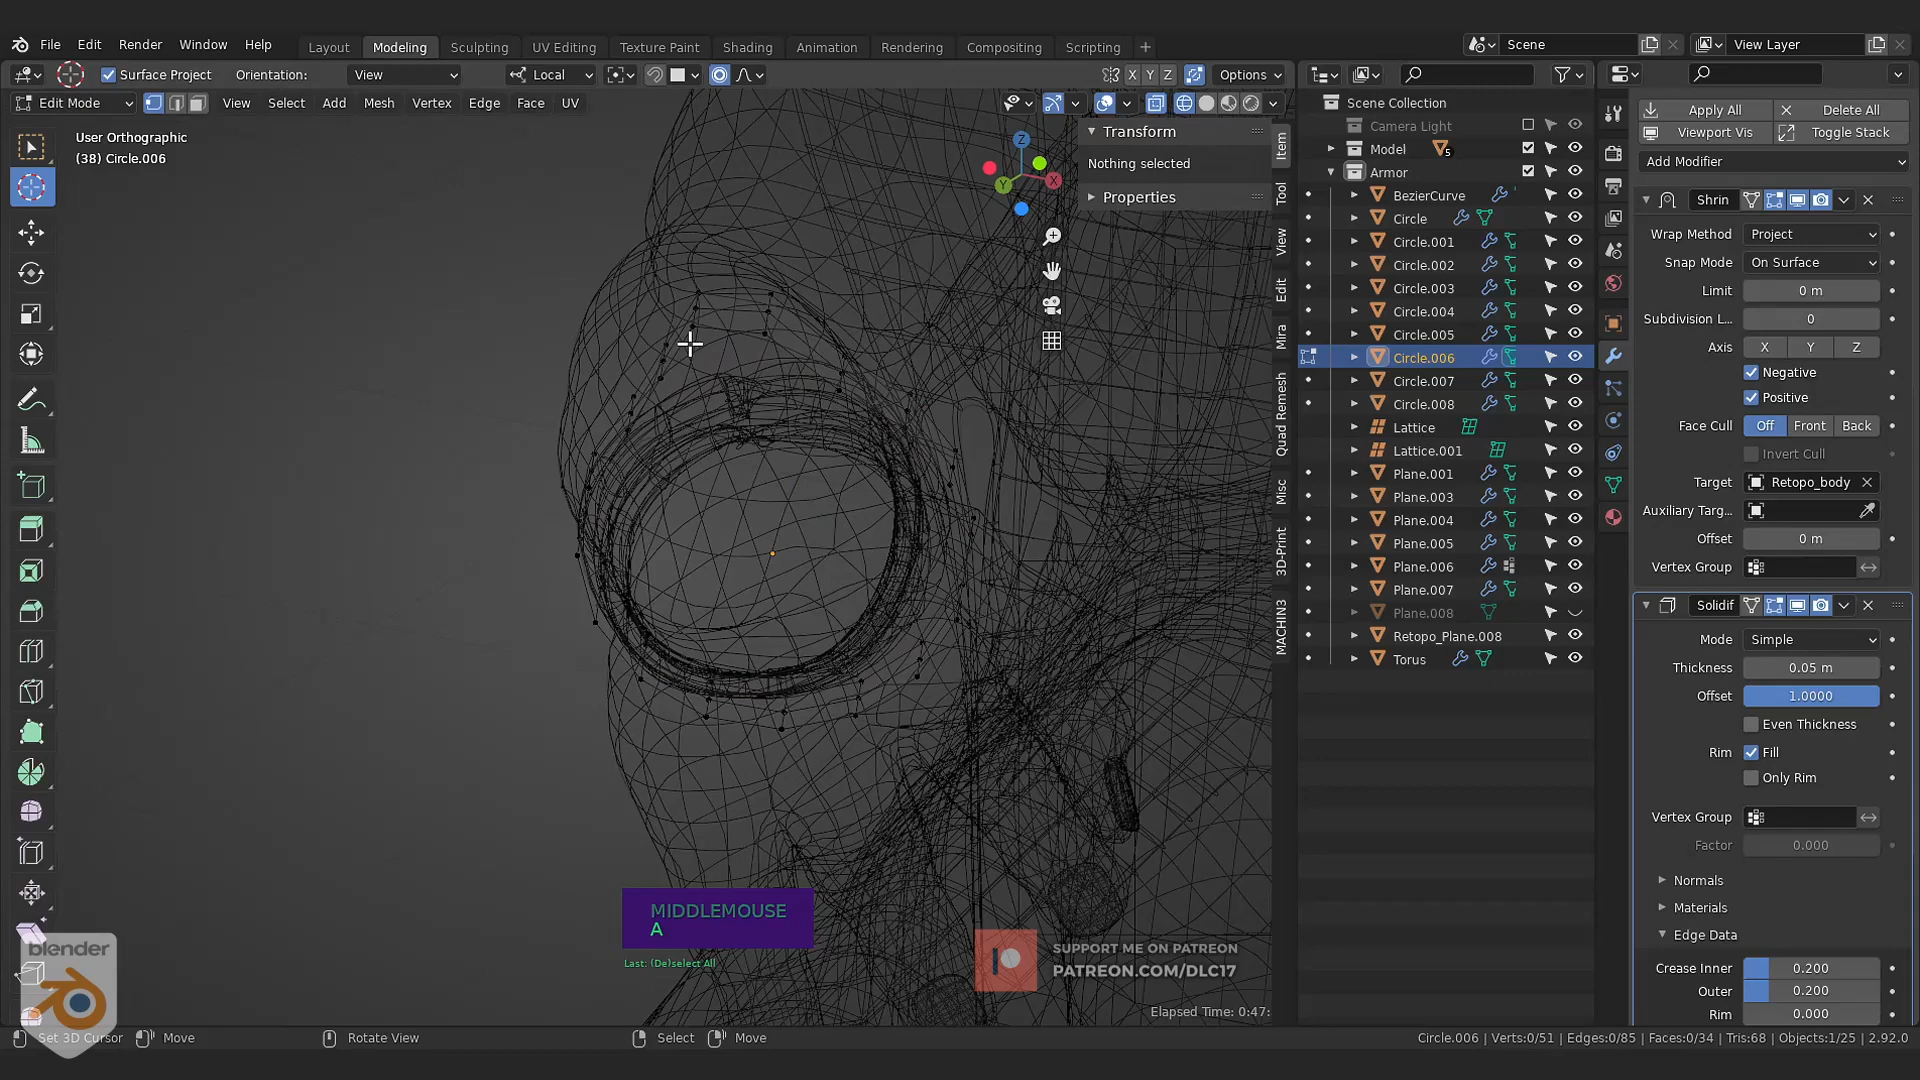 File Edit Render Window Help
Layout Modeling Sculpting UV Editing Texture Paint Shading Animation Rendering Compositing Scripting +
Scene
View Layer
Surface Project Orientation: View
Local
X Y Z Options
Edit Mode View Select Add Mesh Vertex Edge Face UV
User Orthographic
(38) Circle.006
Z
X
Y
Transform
Nothing selected
Properties
Item
Tool
View
Edit
Mira
Quad Remesh
Misc
3D-Print
MACHIN3
Scene Collection
Camera Light
Model 5
Armor
BezierCurve
Circle
Circle.001
Circle.002
Circle.003
Circle.004
Circle.005
Circle.006
Circle.007
Circle.008
Lattice
Lattice.001
Plane.001
Plane.003
Plane.004
Plane.005
Plane.006
Plane.007
Plane.008
Retopo_Plane.008
Torus
Apply All Delete All
Viewport Vis Toggle Stack
Add Modifier
Shrin
Wrap Method Project
Snap Mode On Surface
Limit 0 m
Subdivision L... 0
Axis X Y Z
Negative
Positive
Face Cull Off Front Back
Invert Cull
Target Retopo_body
Auxiliary Targ...
Offset 0 m
Vertex Group
Solidif
Mode Simple
Thickness 0.05 m
Offset 1.0000
Even Thickness
Rim Fill
Only Rim
Vertex Group
Factor 0.000
Normals
Materials
Edge Data
Crease Inner 0.200
Outer 0.200
Rim 0.000
MIDDLEMOUSE
A
Last: (De)select All
SUPPORT ME ON PATREON
PATREON.COM/DLC17
Elapsed Time: 0:47:
blender
Set 3D Cursor Move Rotate View Select Move
Circle.006 | Verts:0/51 | Edges:0/85 | Faces:0/34 | Tris:68 | Objects:1/25 | 2.92.0